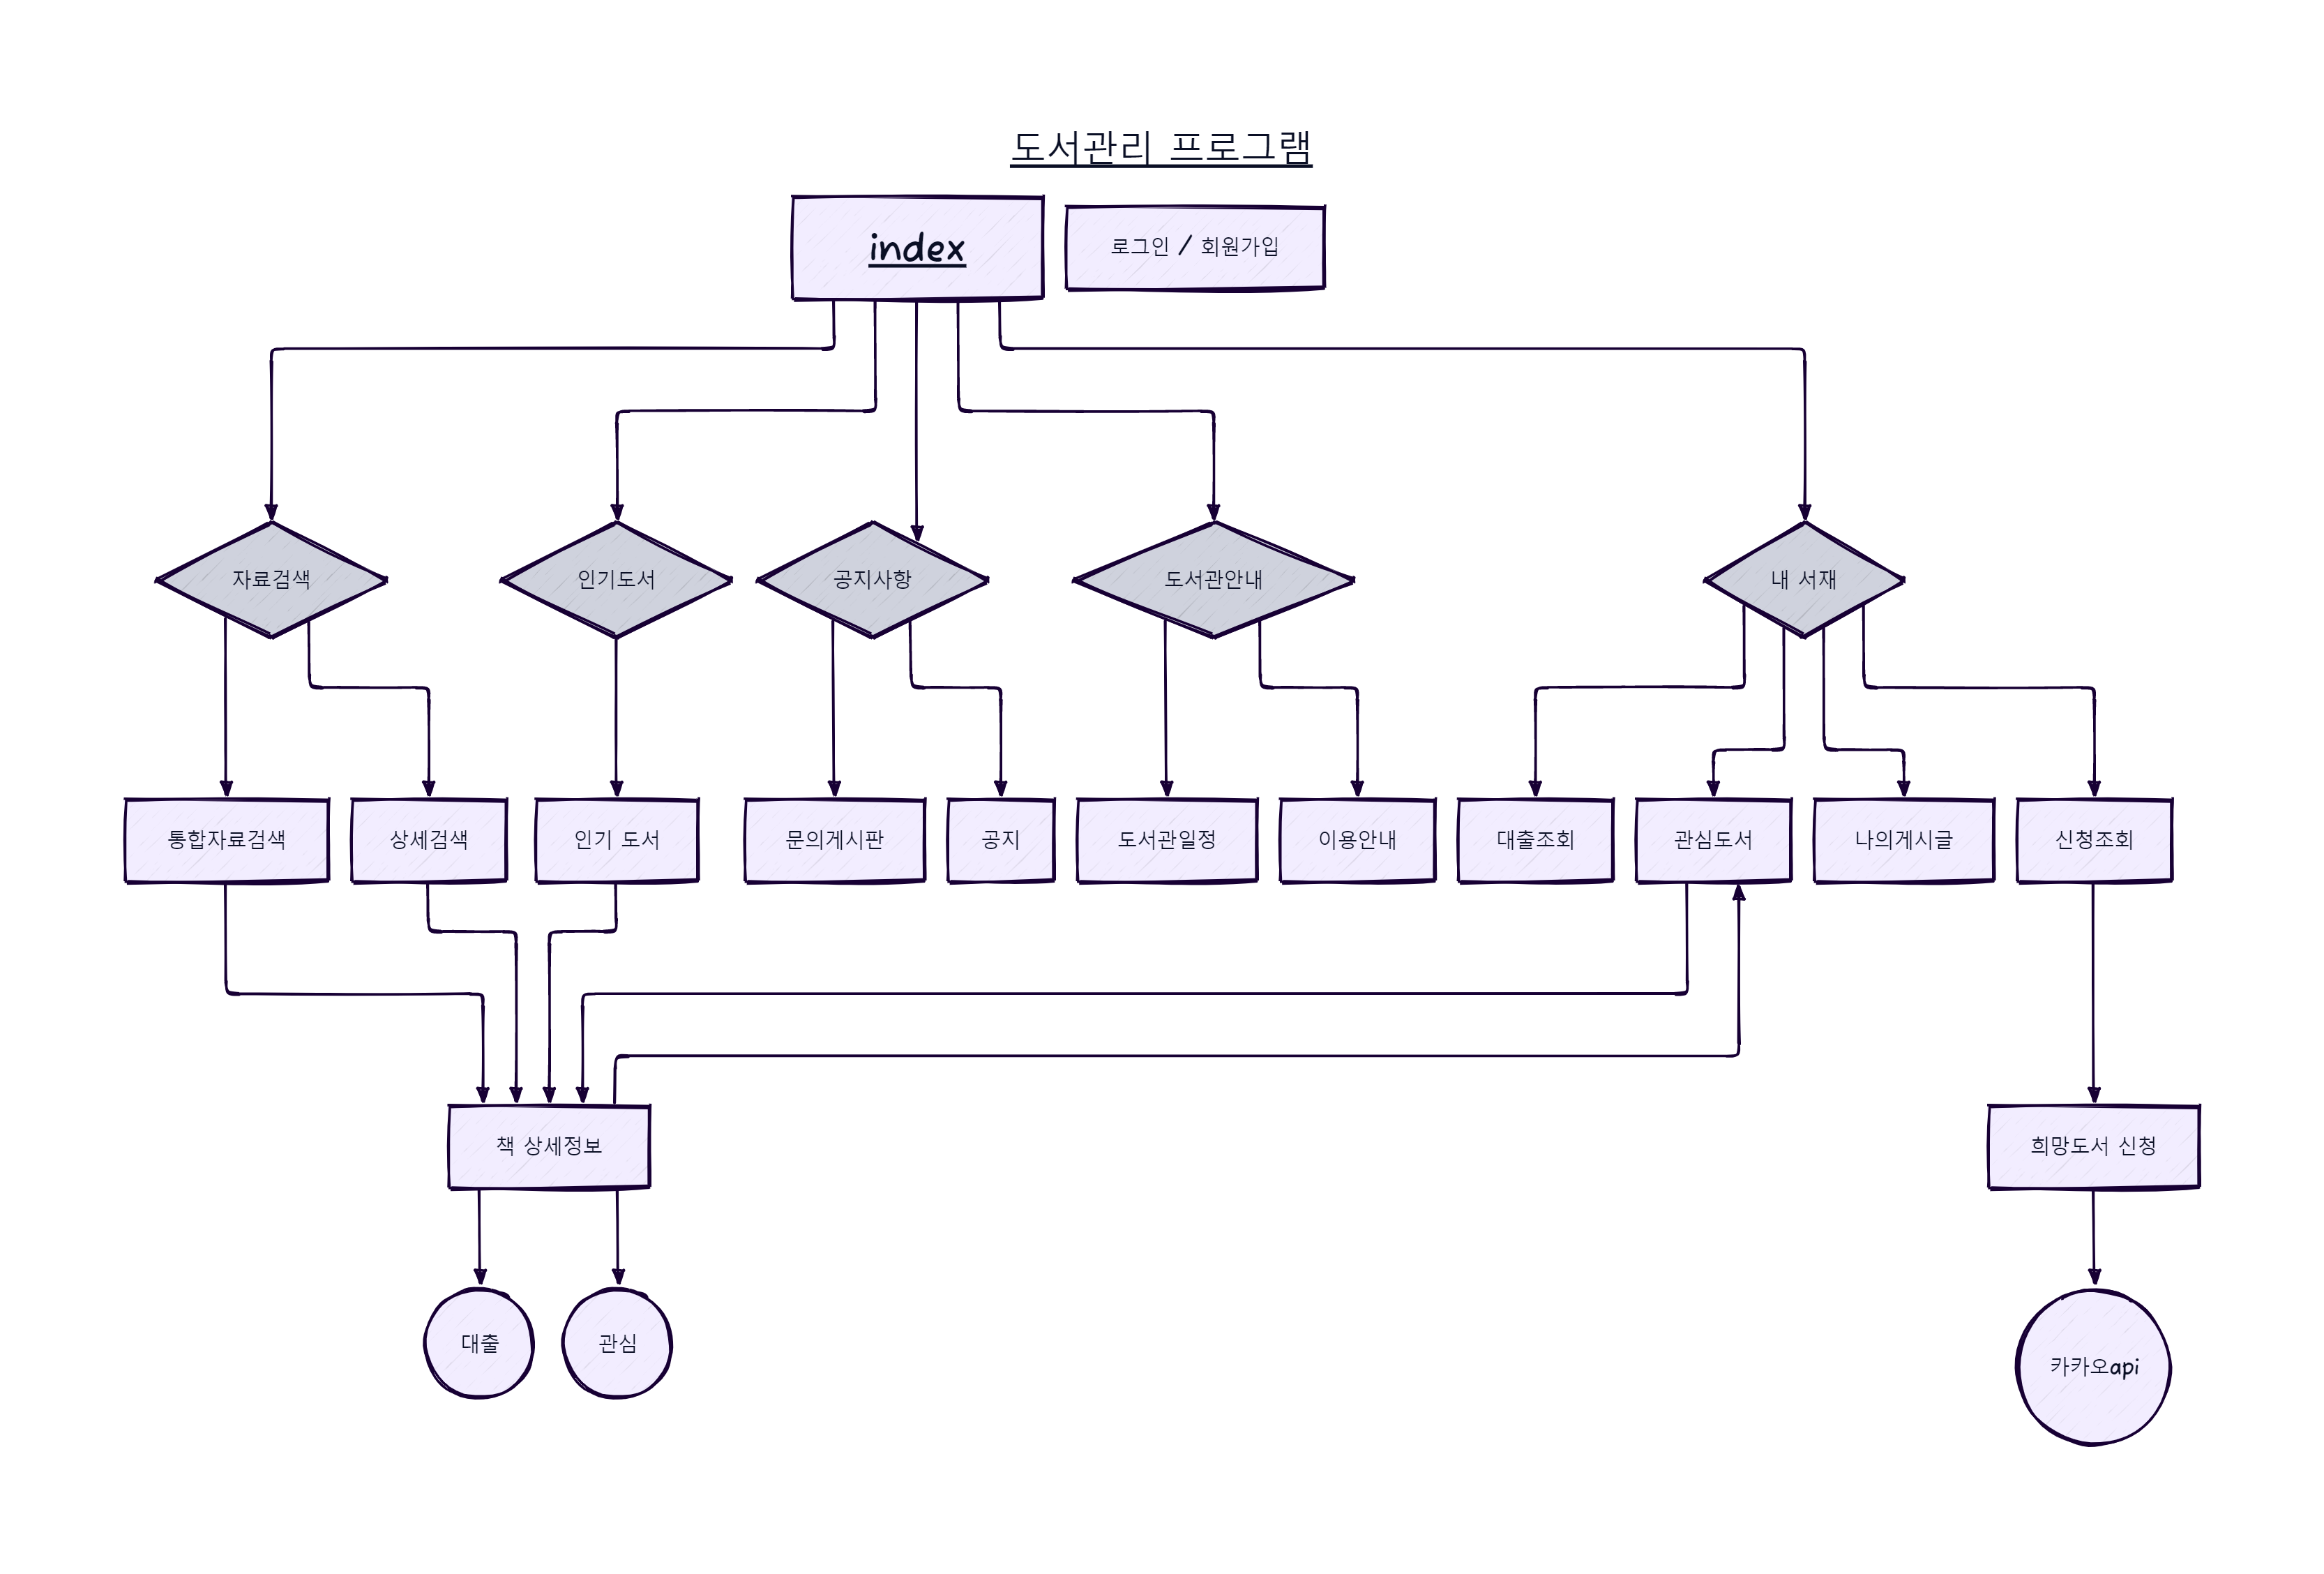 도서관리 프로그램
index
로그인 / 회원가입
자료검색
인기도서
공지사항
도서관안내
내 서재
통합자료검색
상세검색
인기 도서
문의게시판
공지
도서관일정
이용안내
대출조회
관심도서
나의게시글
신청조회
책 상세정보
희망도서 신청
대출
관심
카카오api